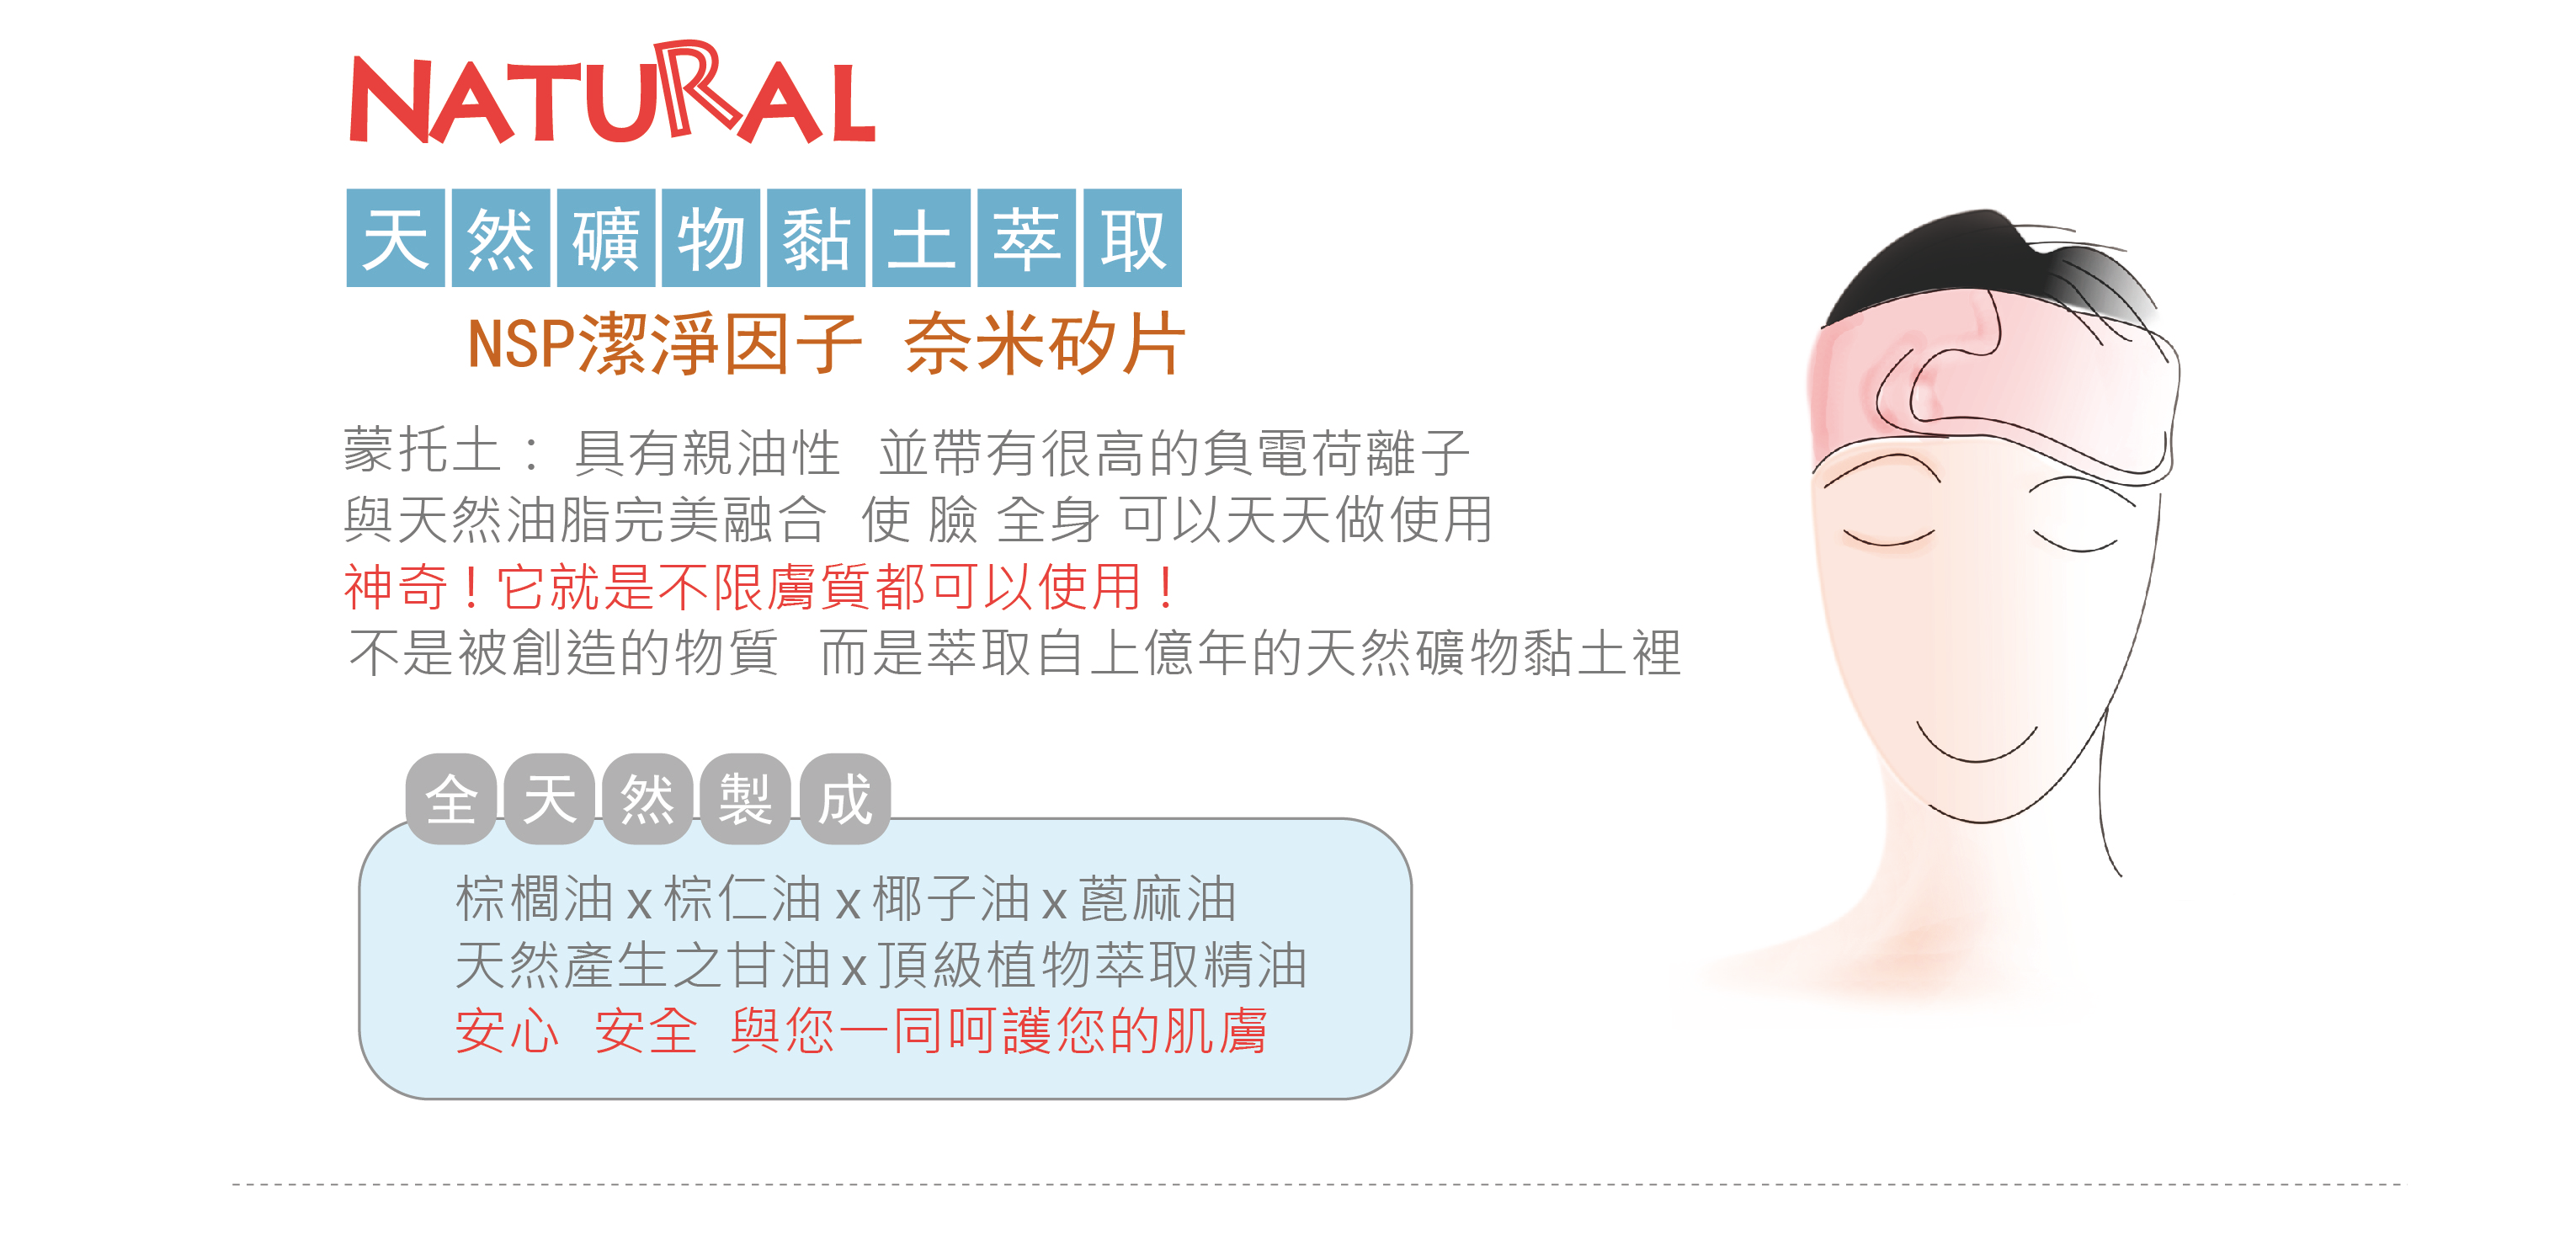 NATURAL
天然礦物黏土萃取
NSP潔淨因子 奈米矽片
蒙托土： 具有親油性 並帶有很高的負電荷離子
與天然油脂完美融合 使 臉 全身 可以天天做使用
神奇！它就是不限膚質都可以使用！
不是被創造的物質 而是萃取自上億年的天然礦物黏土裡
全天然製成
棕櫚油x棕仁油x椰子油x蓖麻油
天然產生之甘油x頂級植物萃取精油
安心 安全 與您一同呵護您的肌膚